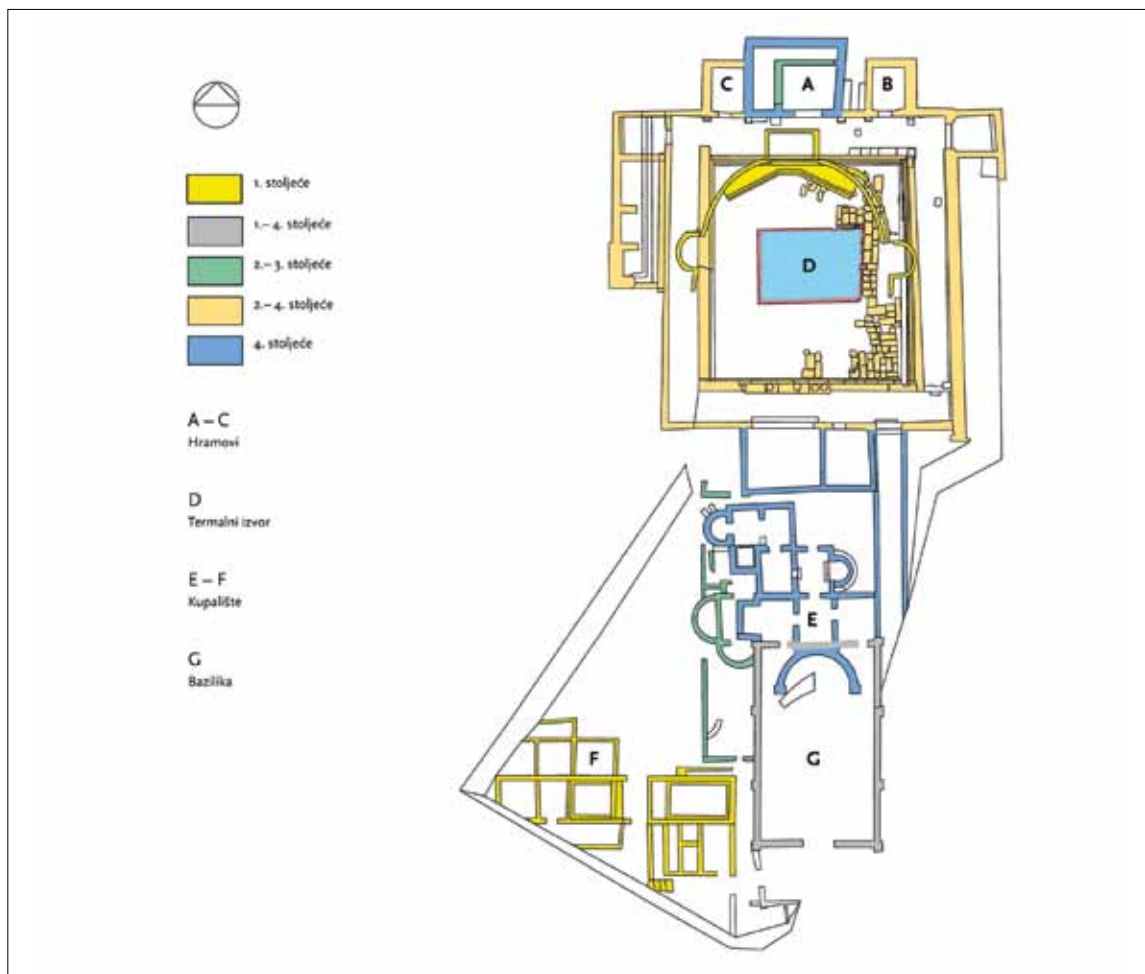 C A B
1. stoljeće
1.– 4. stoljeće
2.– 3. stoljeće
2.– 4. stoljeće
4. stoljeće
D
A – C
Hramovi
D
Termalni izvor
E – F
Kupalište
G
Bazilika
E
F
G